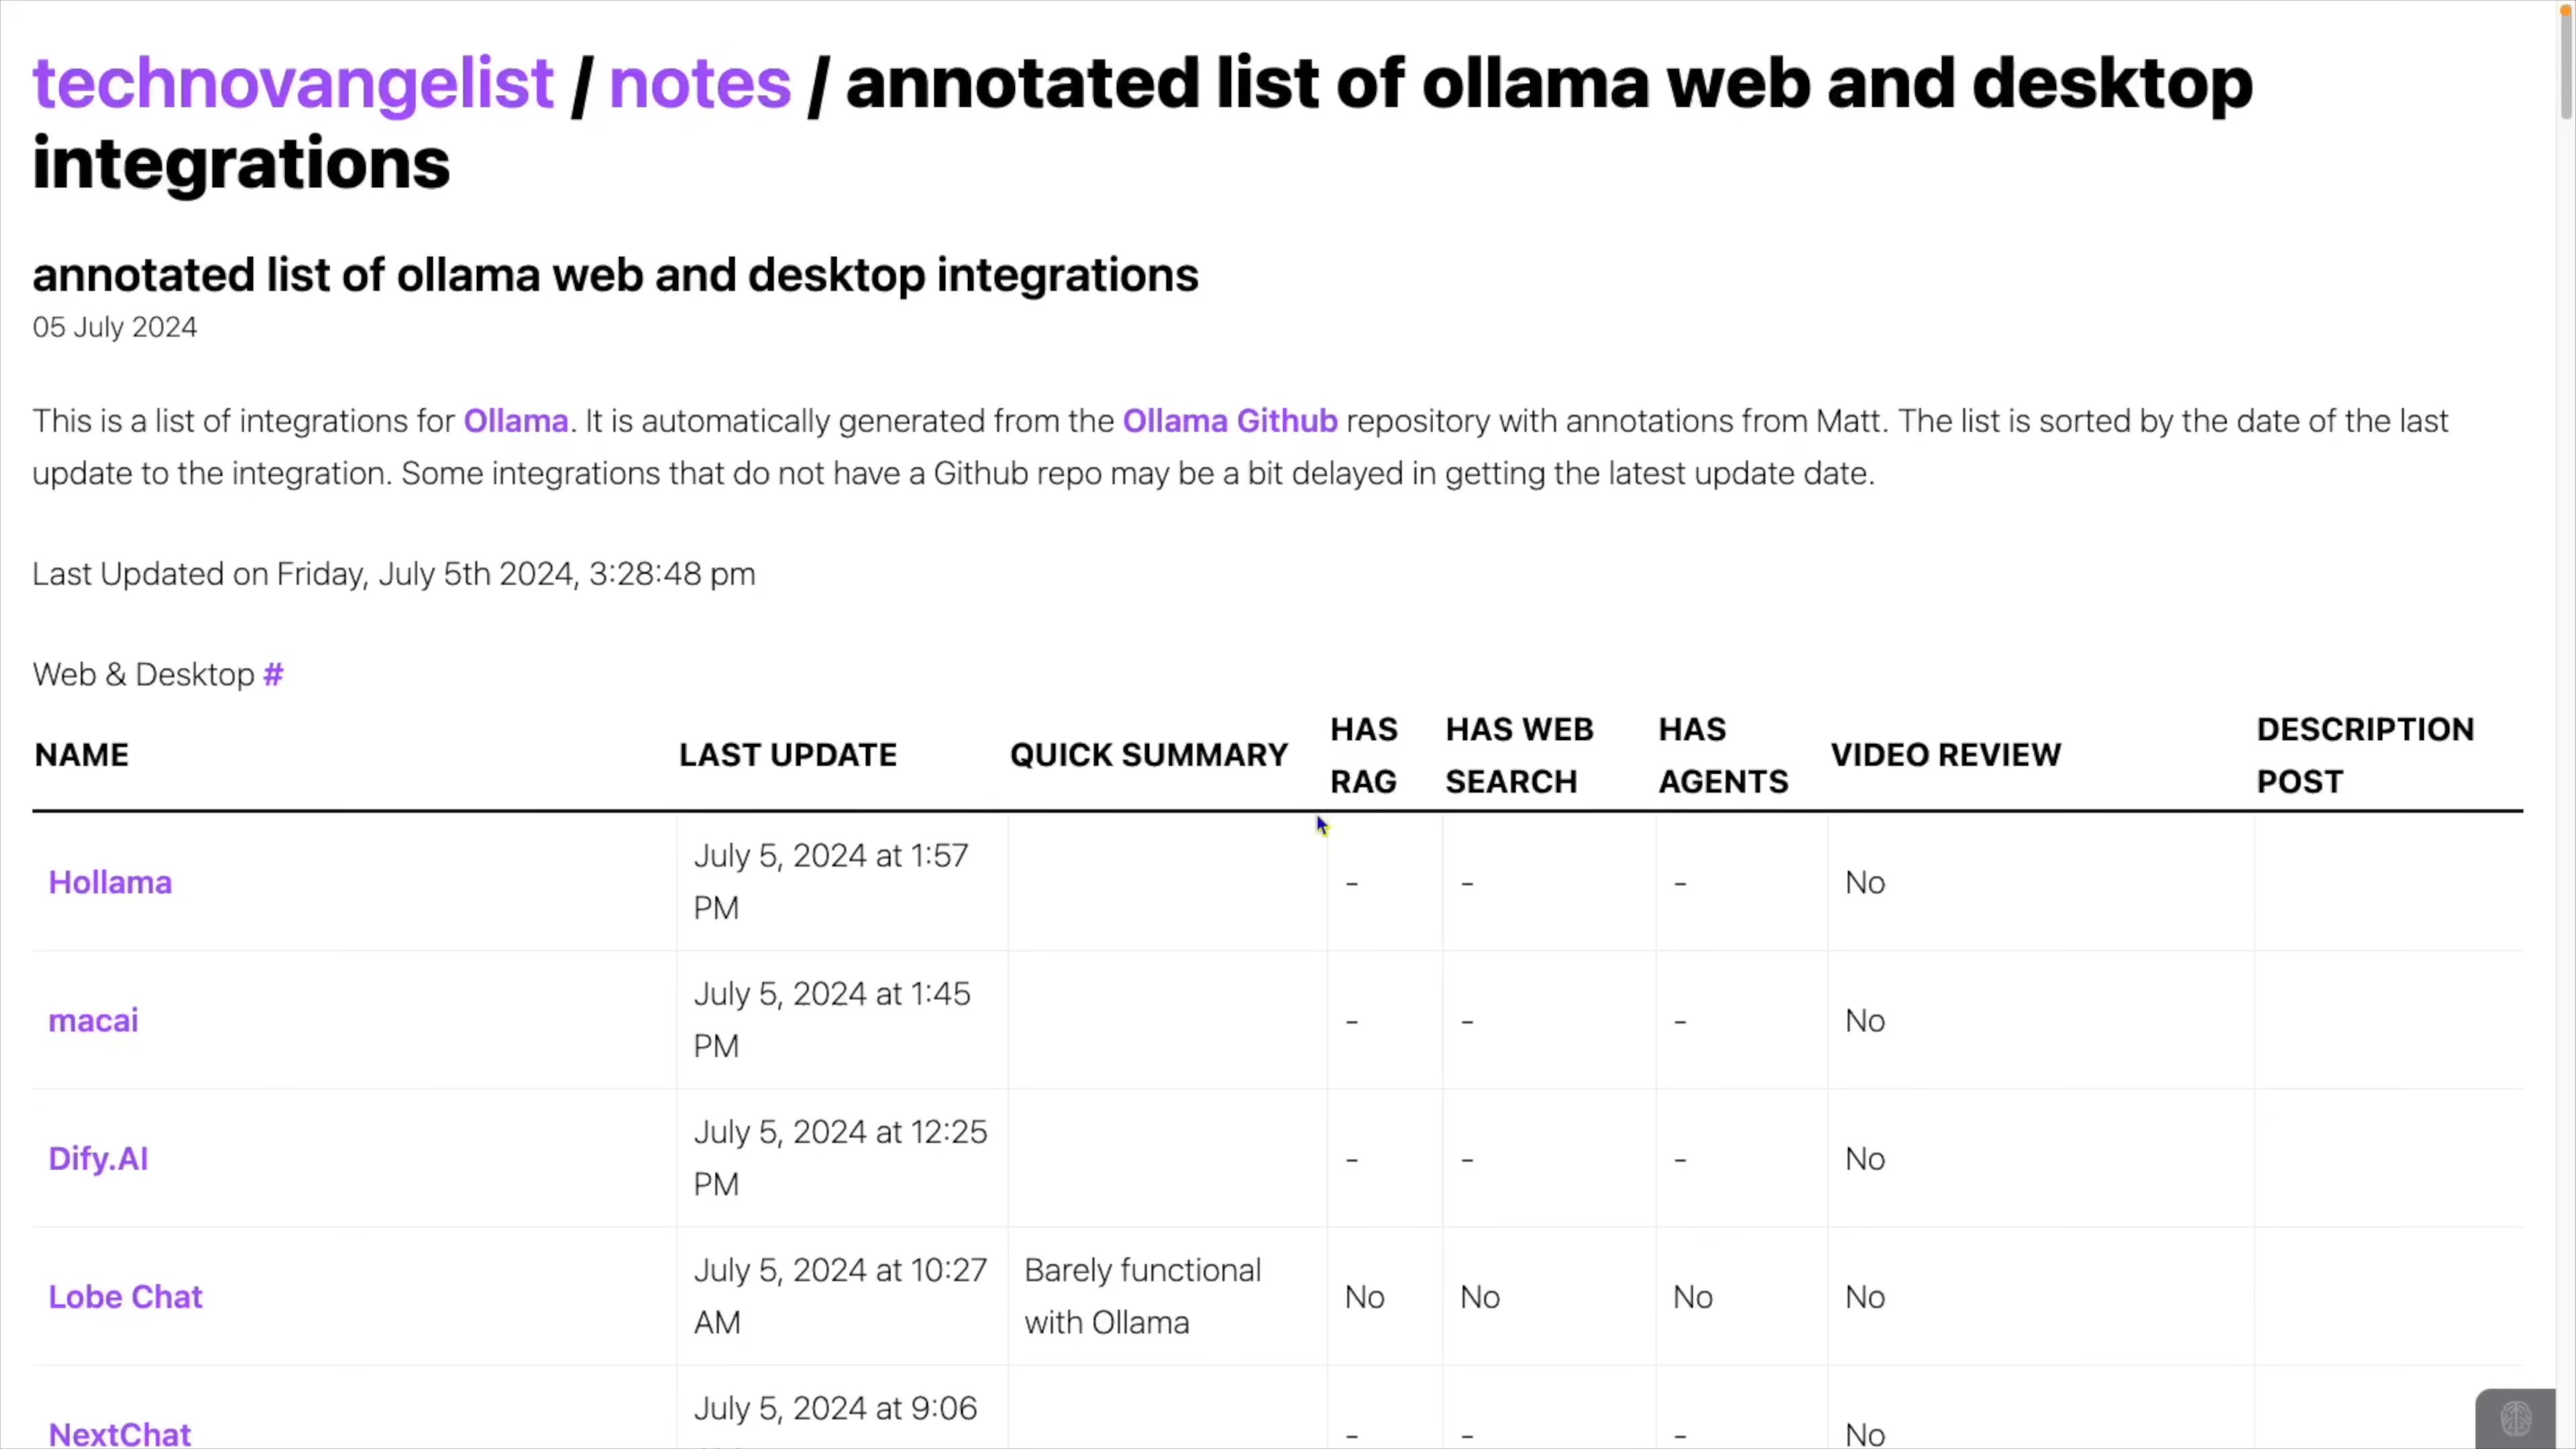 technovangelist / notes / annotated list of ollama web and desktop
integrations
annotated list of ollama web and desktop integrations
05 July 2024
This is a list of integrations for Ollama. It is automatically generated from the Ollama Github repository with annotations from Matt. The list is sorted by the date of the last
update to the integration. Some integrations that do not have a Github repo may be a bit delayed in getting the latest update date.
Last Updated on Friday, July 5th 2024, 3:28:48 pm
Web & Desktop #
NAME LAST UPDATE QUICK SUMMARY HAS RAG HAS WEB SEARCH HAS AGENTS VIDEO REVIEW DESCRIPTION POST
Hollama July 5, 2024 at 1:57 PM - - - No
macai July 5, 2024 at 1:45 PM - - - No
Dify.AI July 5, 2024 at 12:25 PM - - - No
Lobe Chat July 5, 2024 at 10:27 AM Barely functional with Ollama No No No No
NextChat July 5, 2024 at 9:06 - - - No